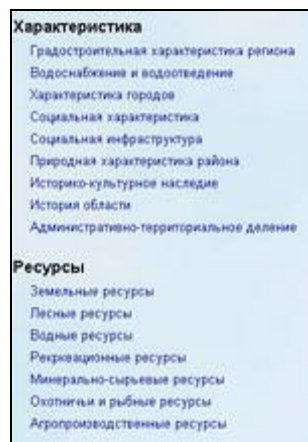 Характеристика
Градостроительная характеристика региона
Водоснабжение и водоотведение
Характеристика городов
Социальная характеристика
Социальная инфраструктура
Природная характеристика района
Историко-культурное наследие
История области
Административно-территориальное деление
Ресурсы
Земельные ресурсы
Лесные ресурсы
Водные ресурсы
Рекреационные ресурсы
Минерально-сырьевые ресурсы
Охотничьи и рыбные ресурсы
Агропроизводственные ресурсы